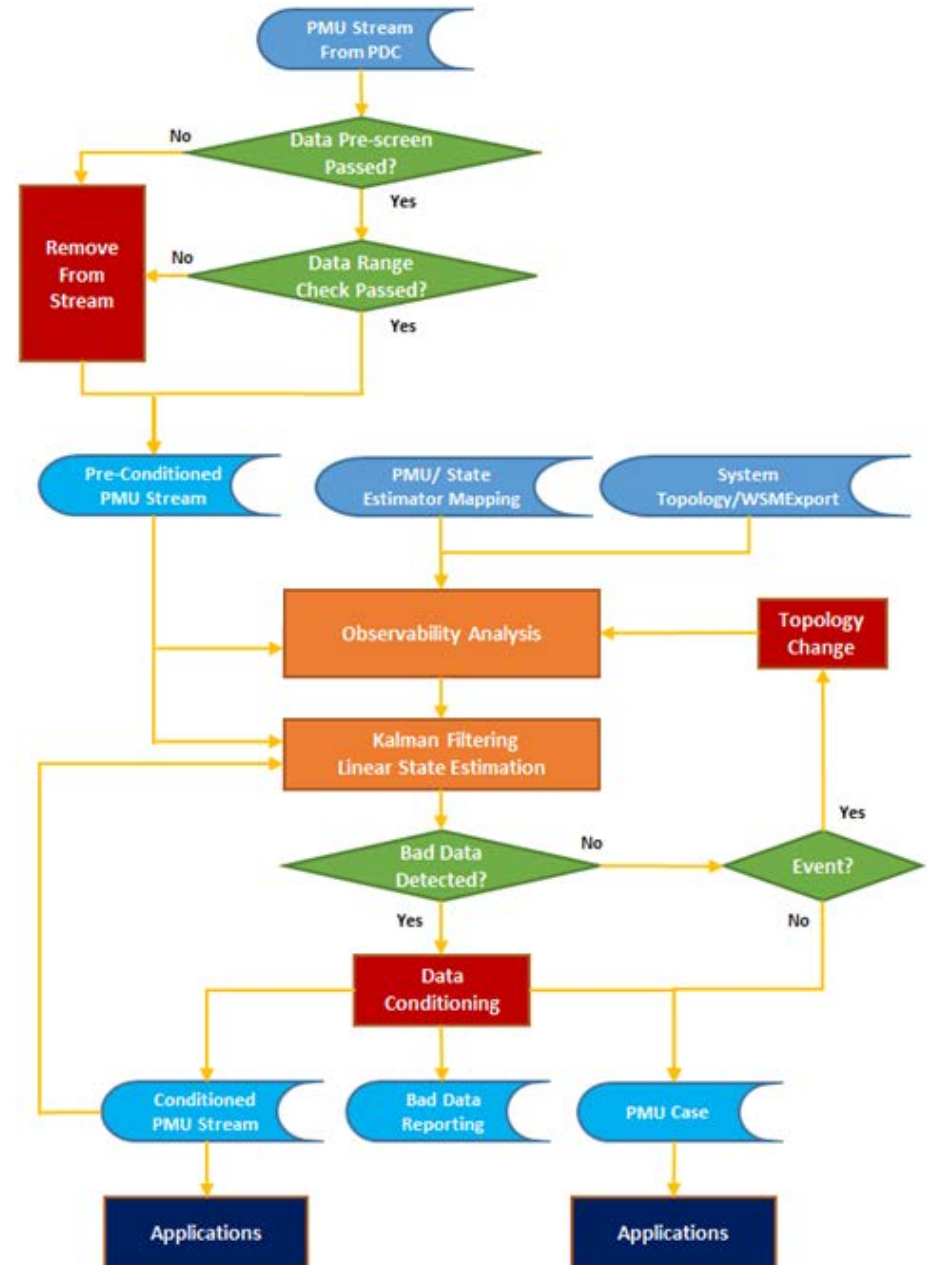 PMU Stream
From PDC
Data Pre-screen
Passed?
No
Yes
Remove
From
Stream
Data Range
Check Passed?
No
Yes
Pre-Conditioned
PMU Stream
PMU/ State
Estimator Mapping
System
Topology/WSMExport
Observability Analysis
Topology
Change
Kalman Filtering
Linear State Estimation
Yes
Bad Data
Detected?
No
Event?
Yes
No
Data
Conditioning
Conditioned
PMU Stream
Bad Data
Reporting
PMU Case
Applications
Applications